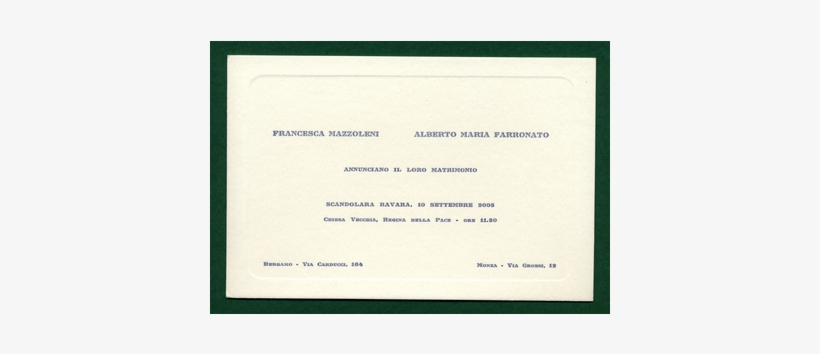 FRANCESCA MAZZOLENI ALBERTO MARIA FARRONATO
ANNUNCIANO IL LORO MATRIMONIO
SCANDOLARA RAVARA, 10 SETTEMBRE 2005
Chiesa Vecchia, Regina della Pace - ore 11.30
Bergamo - Via Carducci, 264
Monza - Via Grossi, 12